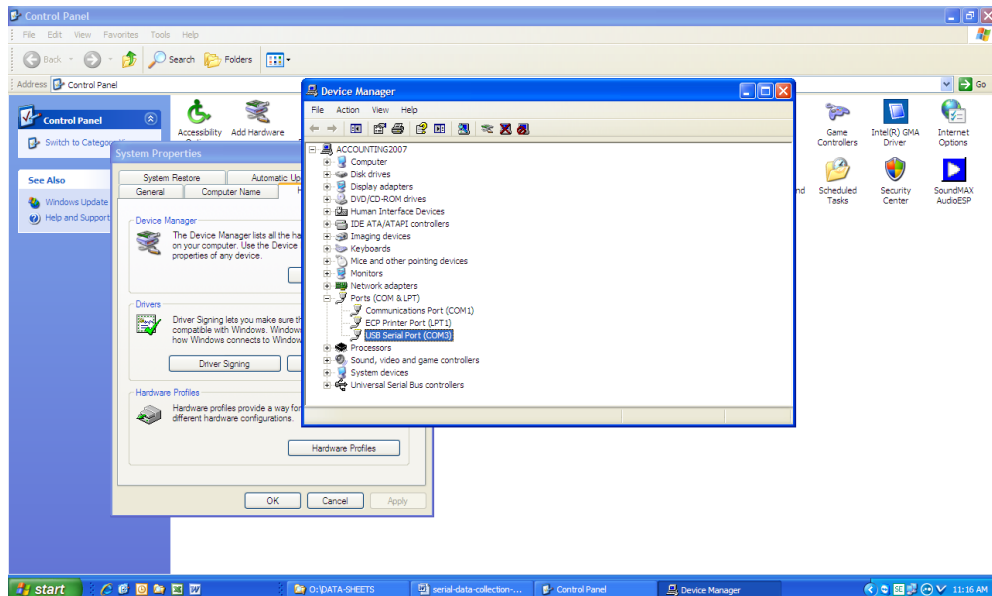 Control Panel
File Edit View Favorites Tools Help
Back Search Folders
Address Control Panel Go
Control Panel
Switch to Category
See Also
Windows Update
Help and Support
Accessibility
Add Hardware
Game Controllers
Intel(R) GMA Driver
Internet Options
Scheduled Tasks
Security Center
SoundMAX AudioESP
System Properties
System Restore Automatic Up
General Computer Name H
Device Manager
The Device Manager lists all the ha
on your computer. Use the Device
properties of any device.
Drivers
Driver Signing lets you make sure th
compatible with Windows. Window
how Windows connects to Window
Driver Signing
Hardware Profiles
Hardware profiles provide a way for
different hardware configurations.
Hardware Profiles
OK Cancel Apply
Device Manager
File Action View Help
ACCOUNTING2007
Computer
Disk drives
Display adapters
DVD/CD-ROM drives
Human Interface Devices
IDE ATA/ATAPI controllers
Imaging devices
Keyboards
Mice and other pointing devices
Monitors
Network adapters
Ports (COM & LPT)
Communications Port (COM1)
ECP Printer Port (LPT1)
USB Serial Port (COM3)
Processors
Sound, video and game controllers
System devices
Universal Serial Bus controllers
start O:\DATA-SHEETS serial-data-collection-... Control Panel Device Manager 11:16 AM